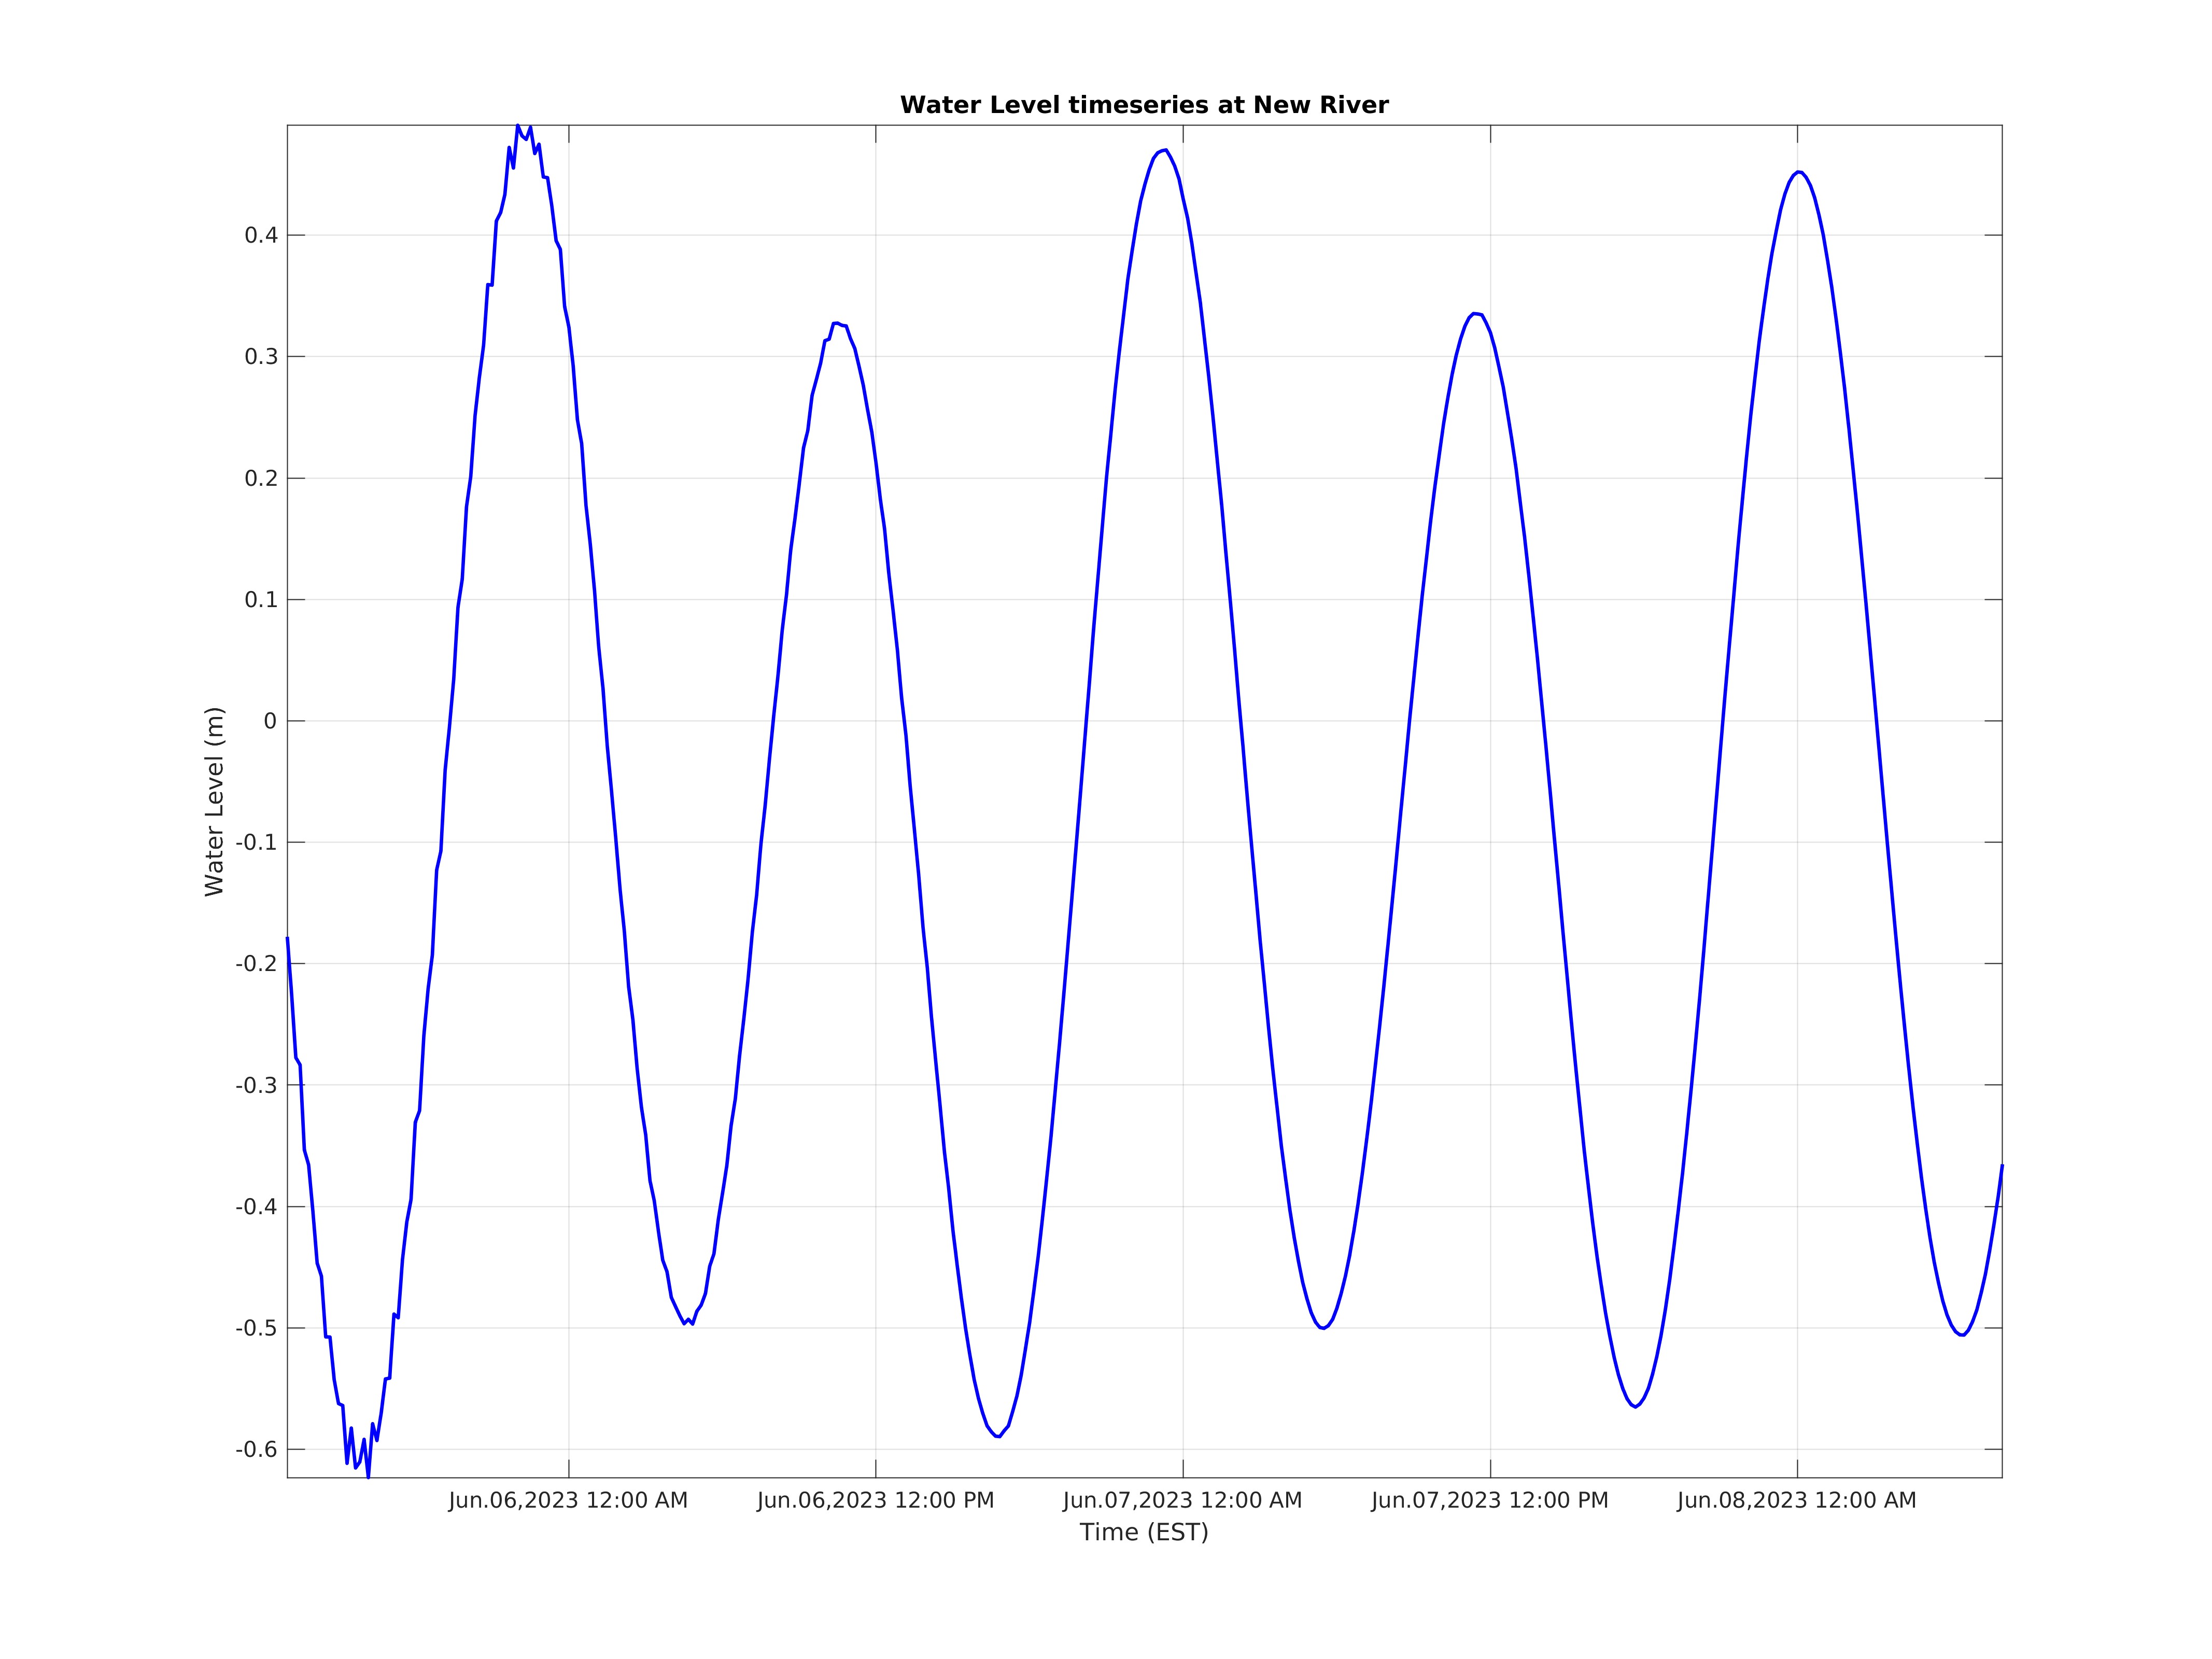 Water Level timeseries at New River
0.4
0.3
0.2
0.1
0
-0.1
-0.2
-0.3
-0.4
-0.5
-0.6
Water Level (m)
Jun.06,2023 12:00 AM
Jun.06,2023 12:00 PM
Jun.07,2023 12:00 AM
Jun.07,2023 12:00 PM
Jun.08,2023 12:00 AM
Time (EST)